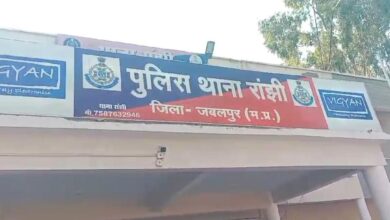 पुलिस थाना रांझी
जिला- जबलपुर (म.प्र.)
थाना रांझी
मो.7587632946
VIGYAN
VIGYAN